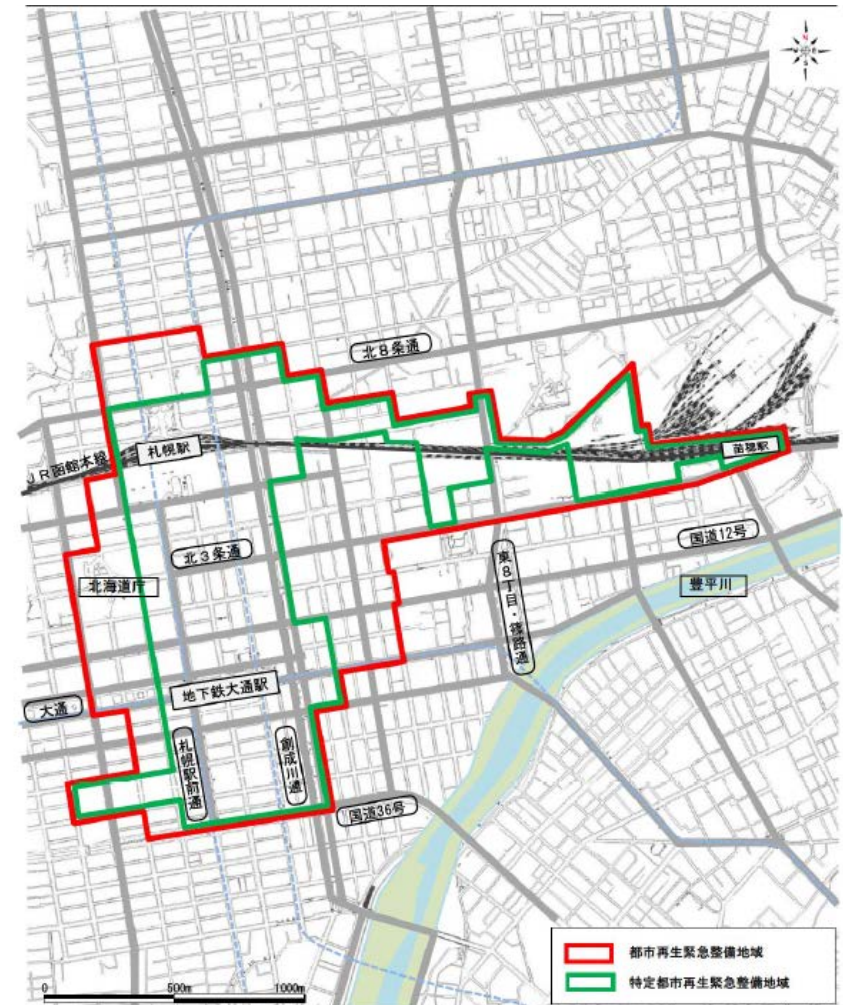 N
W
E
S
北8条通
JR函館本線
札幌駅
苗穂駅
北3条通
国道12号
北海道庁
東8丁目・篠路通
豊平川
地下鉄大通駅
大通
札幌駅前通
創成川通
国道36号
都市再生緊急整備地域
特定都市再生緊急整備地域
0 500m 1000m